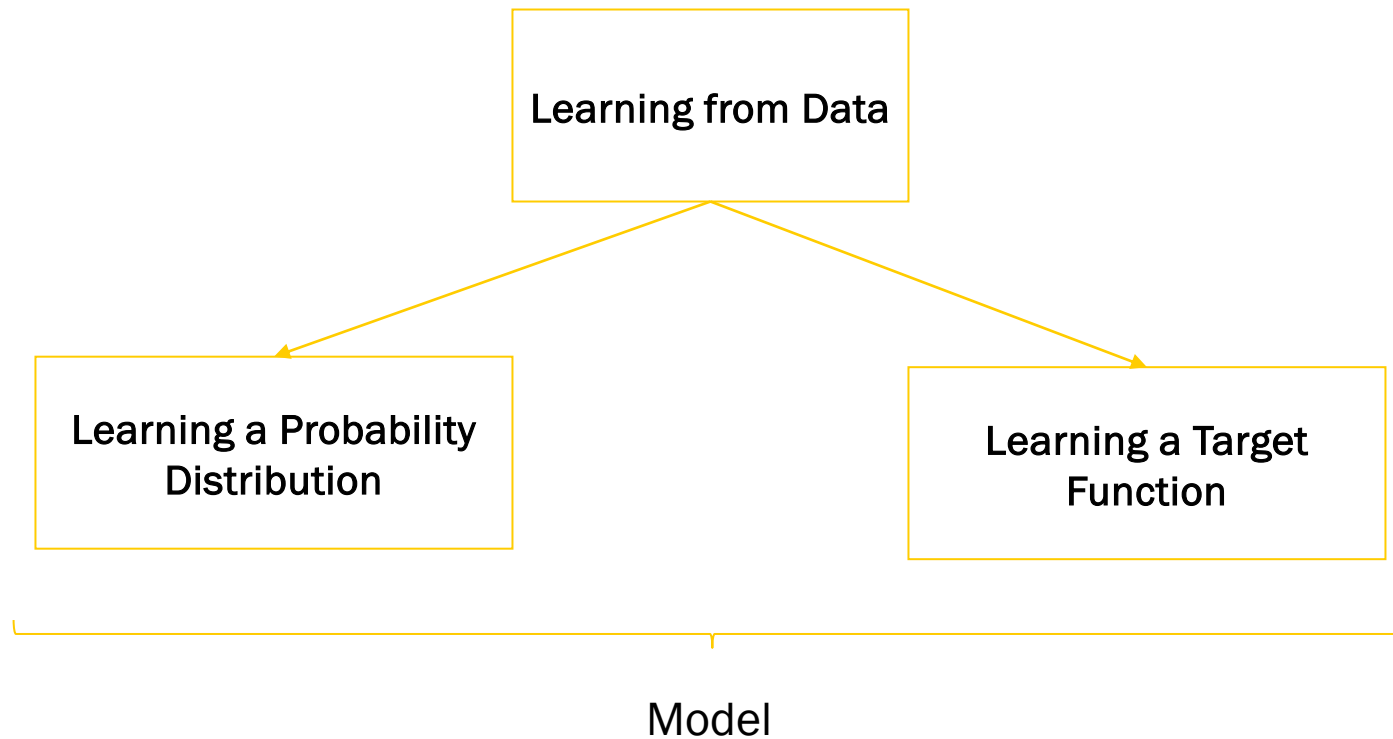 Learning from Data
Learning a Probability
Distribution
Learning a Target
Function
Model